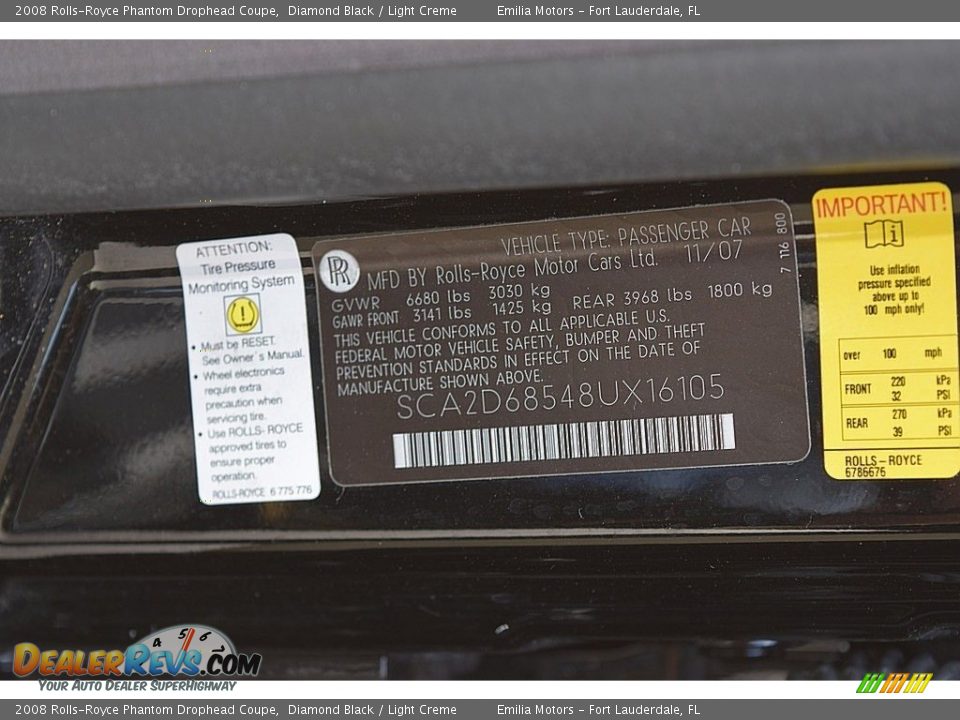 2008 Rolls-Royce Phantom Drophead Coupe, Diamond Black / Light Creme Emilia Motors - Fort Lauderdale, FL
ATTENTION:
Tire Pressure
Monitoring System
• Must be RESET.
See Owner's Manual.
• Wheel electronics
require extra
precaution when
servicing tire.
• Use ROLLS-ROYCE
approved tires to
ensure proper
operation.
ROLLS-ROYCE 6 775 776
VEHICLE TYPE: PASSENGER CAR
RR MFD BY Rolls-Royce Motor Cars Ltd. 11/07
GVWR 6680 lbs 3030 kg
GAWR FRONT 3141 lbs 1425 kg REAR 3968 lbs 1800 kg
THIS VEHICLE CONFORMS TO ALL APPLICABLE U.S.
FEDERAL MOTOR VEHICLE SAFETY, BUMPER AND THEFT
PREVENTION STANDARDS IN EFFECT ON THE DATE OF
MANUFACTURE SHOWN ABOVE.
SCA2D68548UX16105
7 116 800
IMPORTANT!
Use inflation
pressure specified
above up to
100 mph only!
over 100 mph
FRONT 220 kPa
32 PSI
REAR 270 kPa
39 PSI
ROLLS-ROYCE
6786676
4 5 6
DEALERREVS.COM
YOUR AUTO DEALER SUPERHIGHWAY
2008 Rolls-Royce Phantom Drophead Coupe, Diamond Black / Light Creme Emilia Motors - Fort Lauderdale, FL